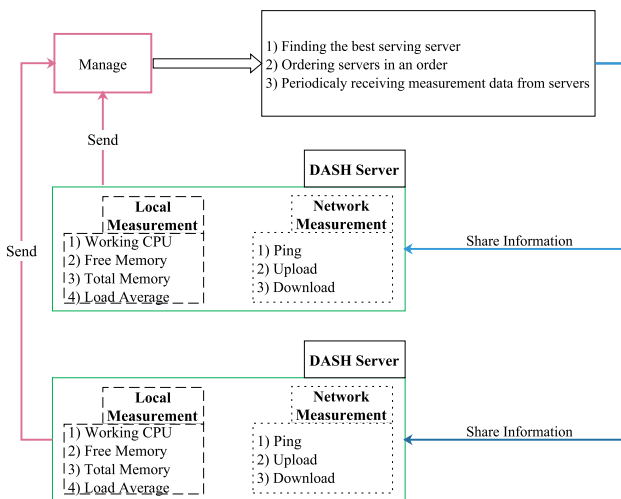 Manage
1) Finding the best serving server
2) Ordering servers in an order
3) Periodicaly receiving measurement data from servers
Send
DASH Server
Local
Measurement
1) Working CPU
2) Free Memory
3) Total Memory
4) Load Average
Network
Measurement
1) Ping
2) Upload
3) Download
Share Information
Send
DASH Server
Local
Measurement
1) Working CPU
2) Free Memory
3) Total Memory
4) Load Average
Network
Measurement
1) Ping
2) Upload
3) Download
Share Information